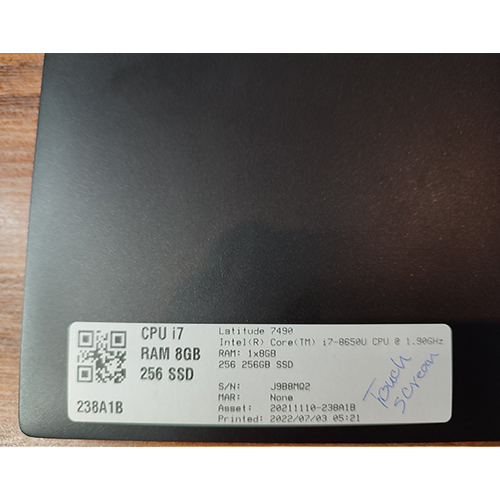 CPU i7
RAM 8GB
256 SSD
238A1B
Latitude 7490
Intel(R) Core(TM) i7-8650U CPU @ 1.90GHz
RAM: 1x8GB
256 256GB SSD
S/N: J9B8MQ2
MAR: None
Asset: 20211110-238A1B
Printed: 2022/07/03 05:21
Touch
screen